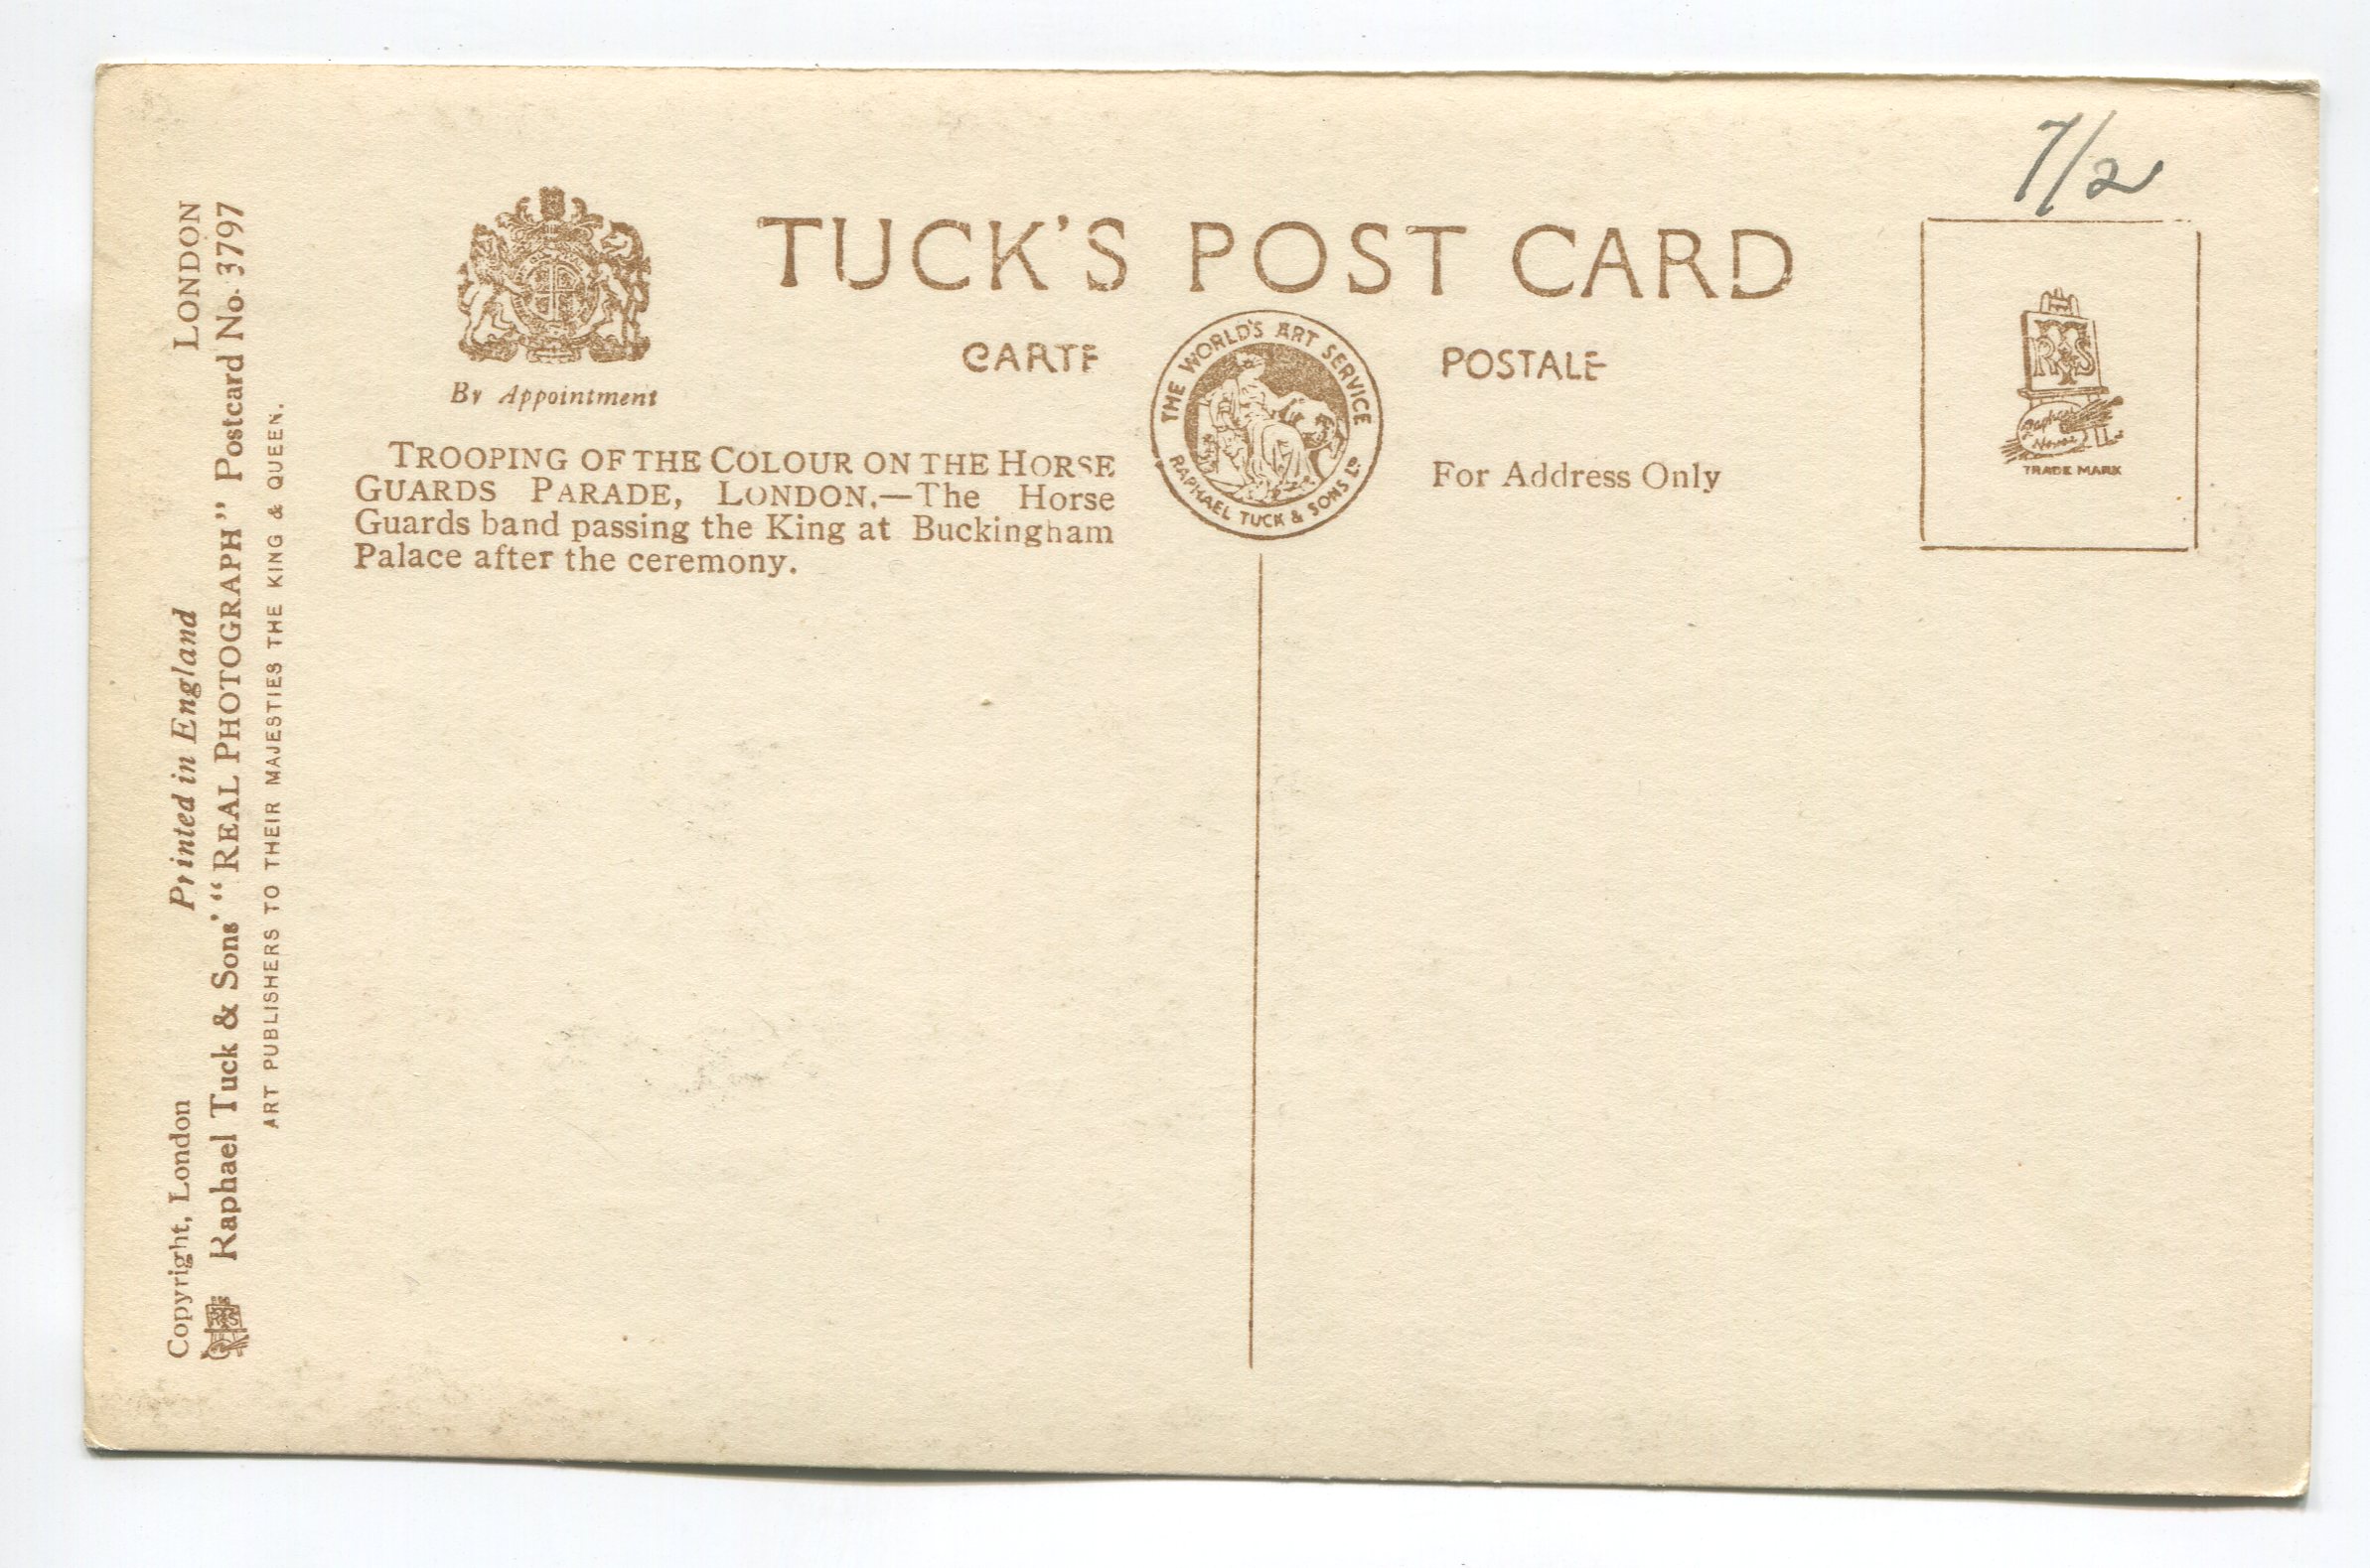 7/2
TUCK'S POST CARD
By Appointment
CARTE POSTALE
THE WORLD'S ART SERVICE
RAPHAEL TUCK & SONS LD
TROOPING OF THE COLOUR ON THE HORSE
GUARDS PARADE, LONDON.—The Horse
Guards band passing the King at Buckingham
Palace after the ceremony.
For Address Only
Raphael
House
TRADE MARK
Copyright, London Printed in England LONDON
Raphael Tuck & Sons' "REAL PHOTOGRAPH" Postcard No. 3797
ART PUBLISHERS TO THEIR MAJESTIES THE KING & QUEEN.